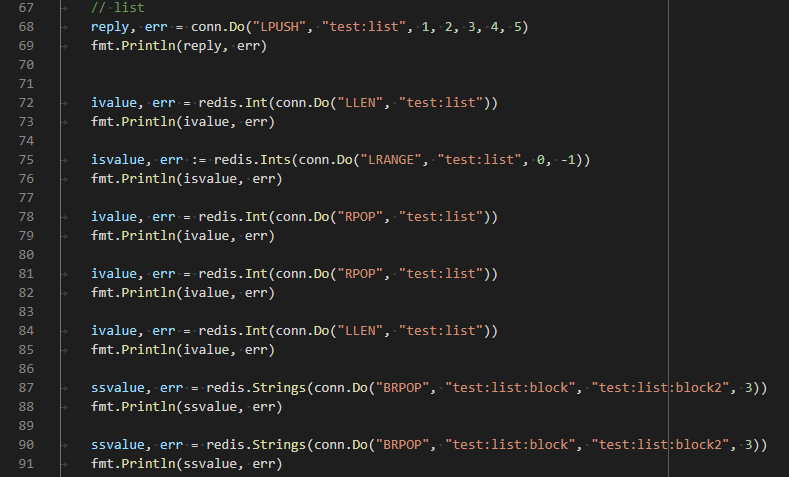 67 // list
68 reply, err = conn.Do("LPUSH", "test:list", 1, 2, 3, 4, 5)
69 fmt.Println(reply, err)
70
71
72 ivalue, err = redis.Int(conn.Do("LLEN", "test:list"))
73 fmt.Println(ivalue, err)
74
75 isvalue, err := redis.Ints(conn.Do("LRANGE", "test:list", 0, -1))
76 fmt.Println(isvalue, err)
77
78 ivalue, err = redis.Int(conn.Do("RPOP", "test:list"))
79 fmt.Println(ivalue, err)
80
81 ivalue, err = redis.Int(conn.Do("RPOP", "test:list"))
82 fmt.Println(ivalue, err)
83
84 ivalue, err = redis.Int(conn.Do("LLEN", "test:list"))
85 fmt.Println(ivalue, err)
86
87 ssvalue, err = redis.Strings(conn.Do("BRPOP", "test:list:block", "test:list:block2", 3))
88 fmt.Println(ssvalue, err)
89
90 ssvalue, err = redis.Strings(conn.Do("BRPOP", "test:list:block", "test:list:block2", 3))
91 fmt.Println(ssvalue, err)